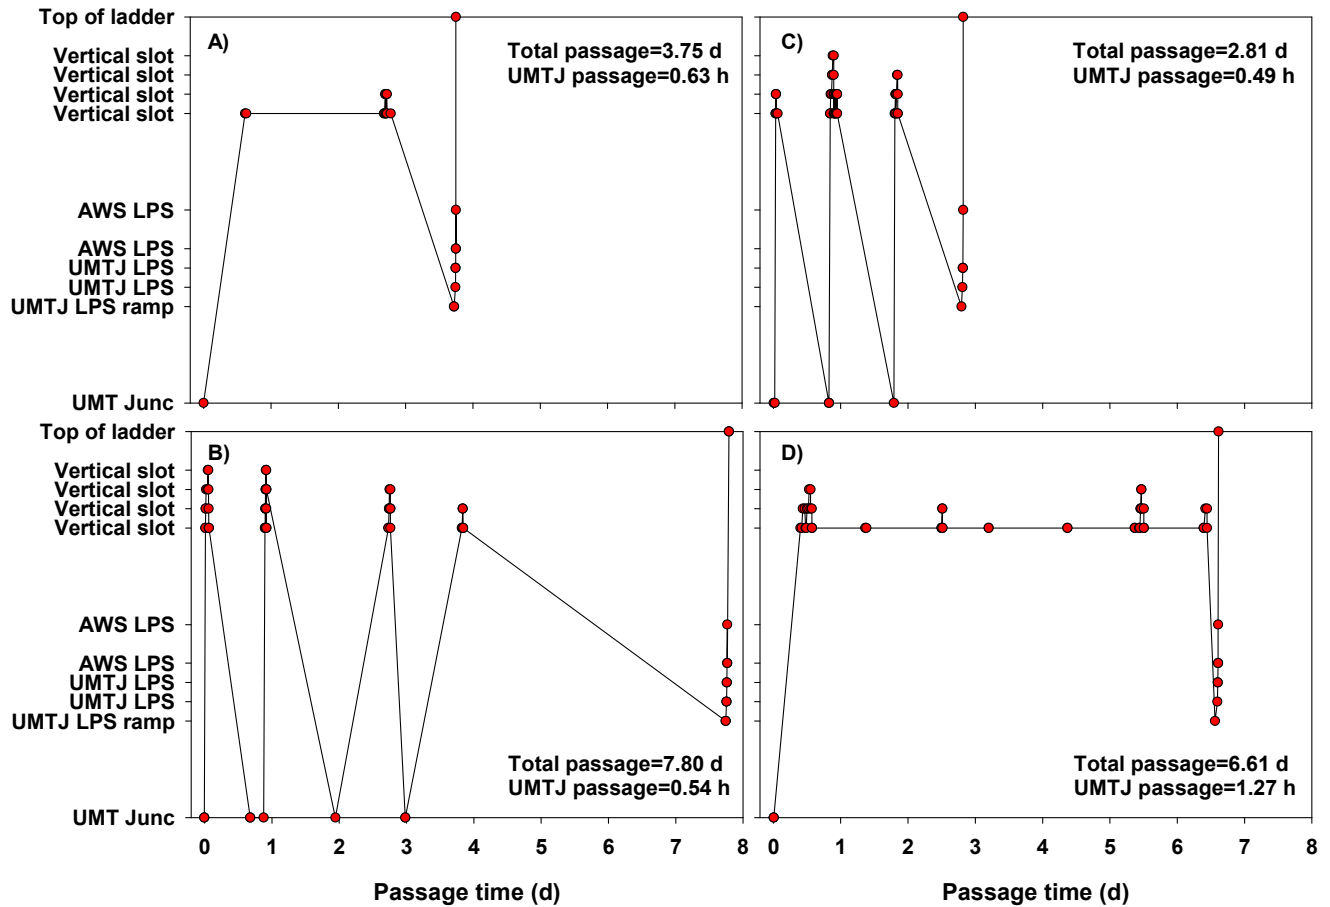 Top of ladder
Vertical slot
Vertical slot
Vertical slot
Vertical slot
AWS LPS
AWS LPS
UMTJ LPS
UMTJ LPS
UMTJ LPS ramp
UMT Junc
A)
Total passage=3.75 d
UMTJ passage=0.63 h
C)
Total passage=2.81 d
UMTJ passage=0.49 h
Top of ladder
Vertical slot
Vertical slot
Vertical slot
Vertical slot
AWS LPS
AWS LPS
UMTJ LPS
UMTJ LPS
UMTJ LPS ramp
UMT Junc
B)
Total passage=7.80 d
UMTJ passage=0.54 h
D)
Total passage=6.61 d
UMTJ passage=1.27 h
0 1 2 3 4 5 6 7 8
0 1 2 3 4 5 6 7 8
Passage time (d)
Passage time (d)